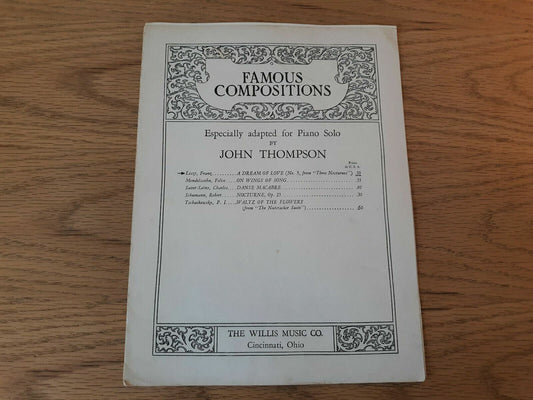 FAMOUS
COMPOSITIONS
Especially adapted for Piano Solo
BY
JOHN THOMPSON
Price
in U. S. A.
Liszt, Franz A DREAM OF LOVE (No. 3, from "Three Nocturnes")
Mendelssohn, Felix ON WINGS OF SONG
Saint-Saëns, Charles DANSE MACABRE
Schumann, Robert NOCTURNE, Op. 23
Tschaikowsky, P. I. WALTZ OF THE FLOWERS
(from "The Nutcracker Suite")
THE WILLIS MUSIC CO.
Cincinnati, Ohio